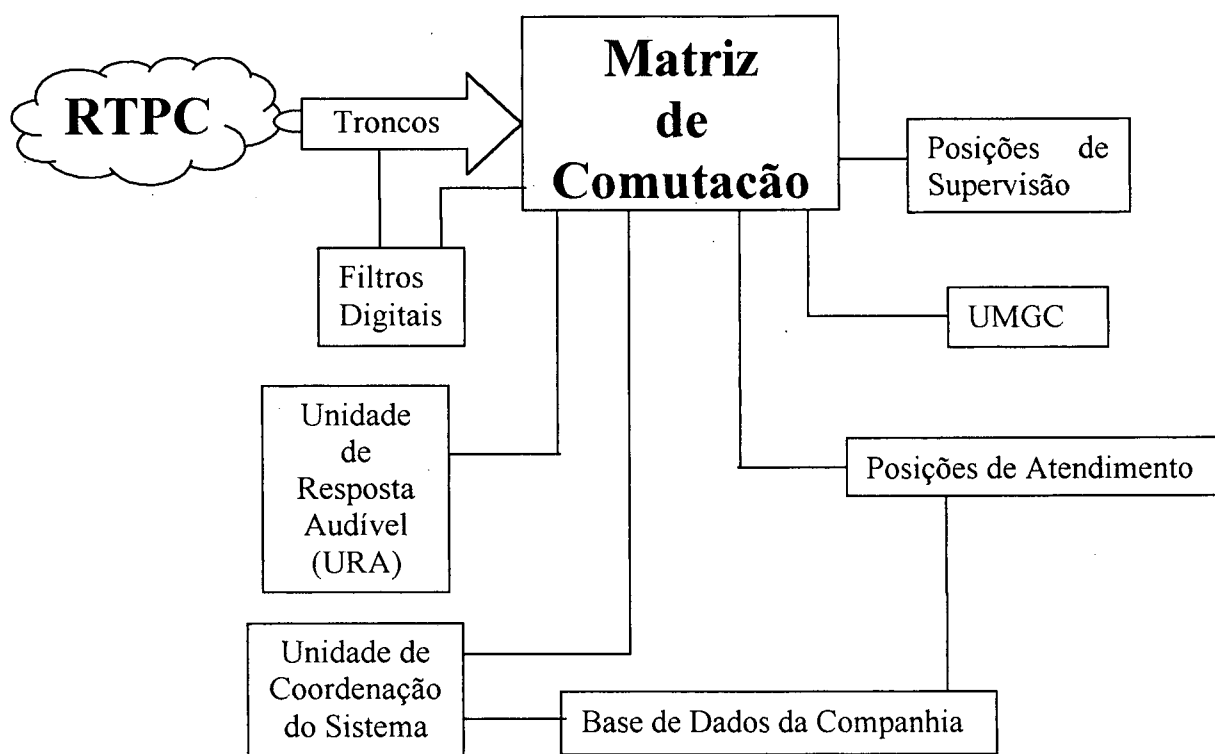 Matriz
de
Comutacão
RTPC
Troncos
Posições de
Supervisão
Filtros
Digitais
UMGC
Unidade
de
Resposta
Audível
(URA)
Posições de Atendimento
Unidade de
Coordenação
do Sistema
Base de Dados da Companhia